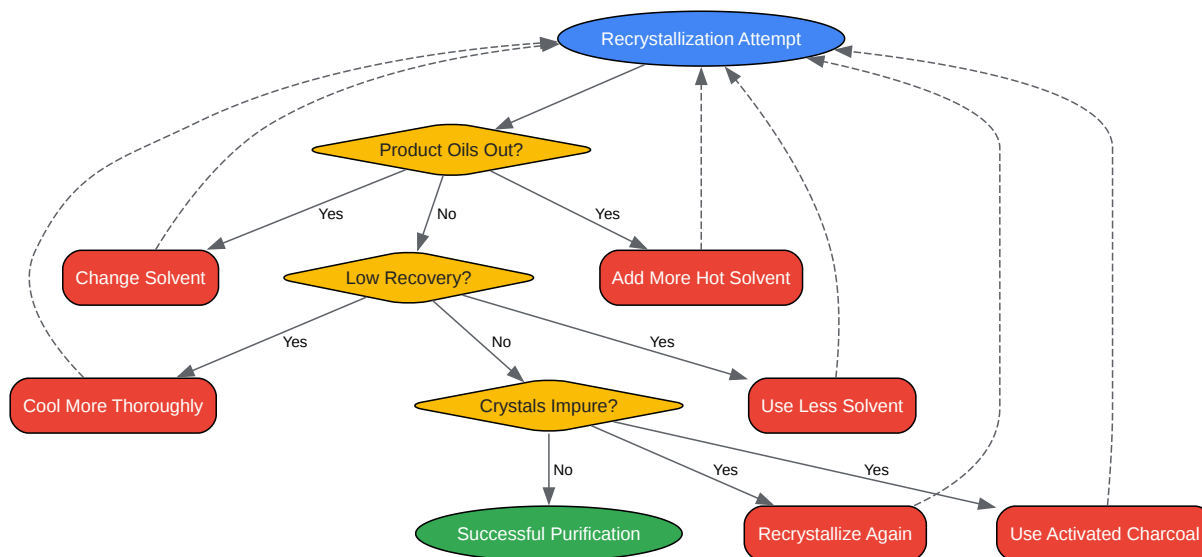 Recrystallization Attempt
Product Oils Out?
Yes
No
Yes
Change Solvent
Low Recovery?
Add More Hot Solvent
Yes
No
Yes
Cool More Thoroughly
Crystals Impure?
Use Less Solvent
No
Yes
Yes
Successful Purification
Recrystallize Again
Use Activated Charcoal